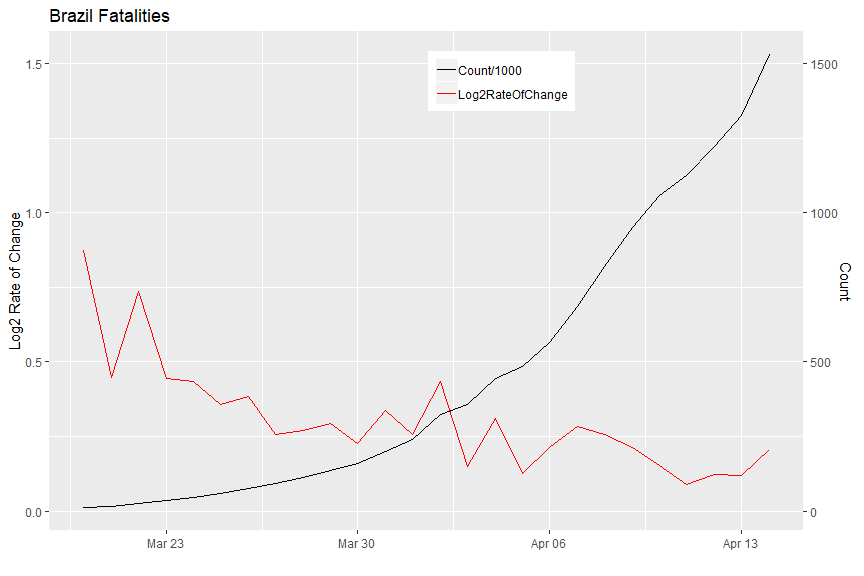 Brazil Fatalities
Count/1000
Log2RateOfChange
1.5
1.0
0.5
0.0
Log2 Rate of Change
1500
1000
500
0
Count
Mar 23
Mar 30
Apr 06
Apr 13